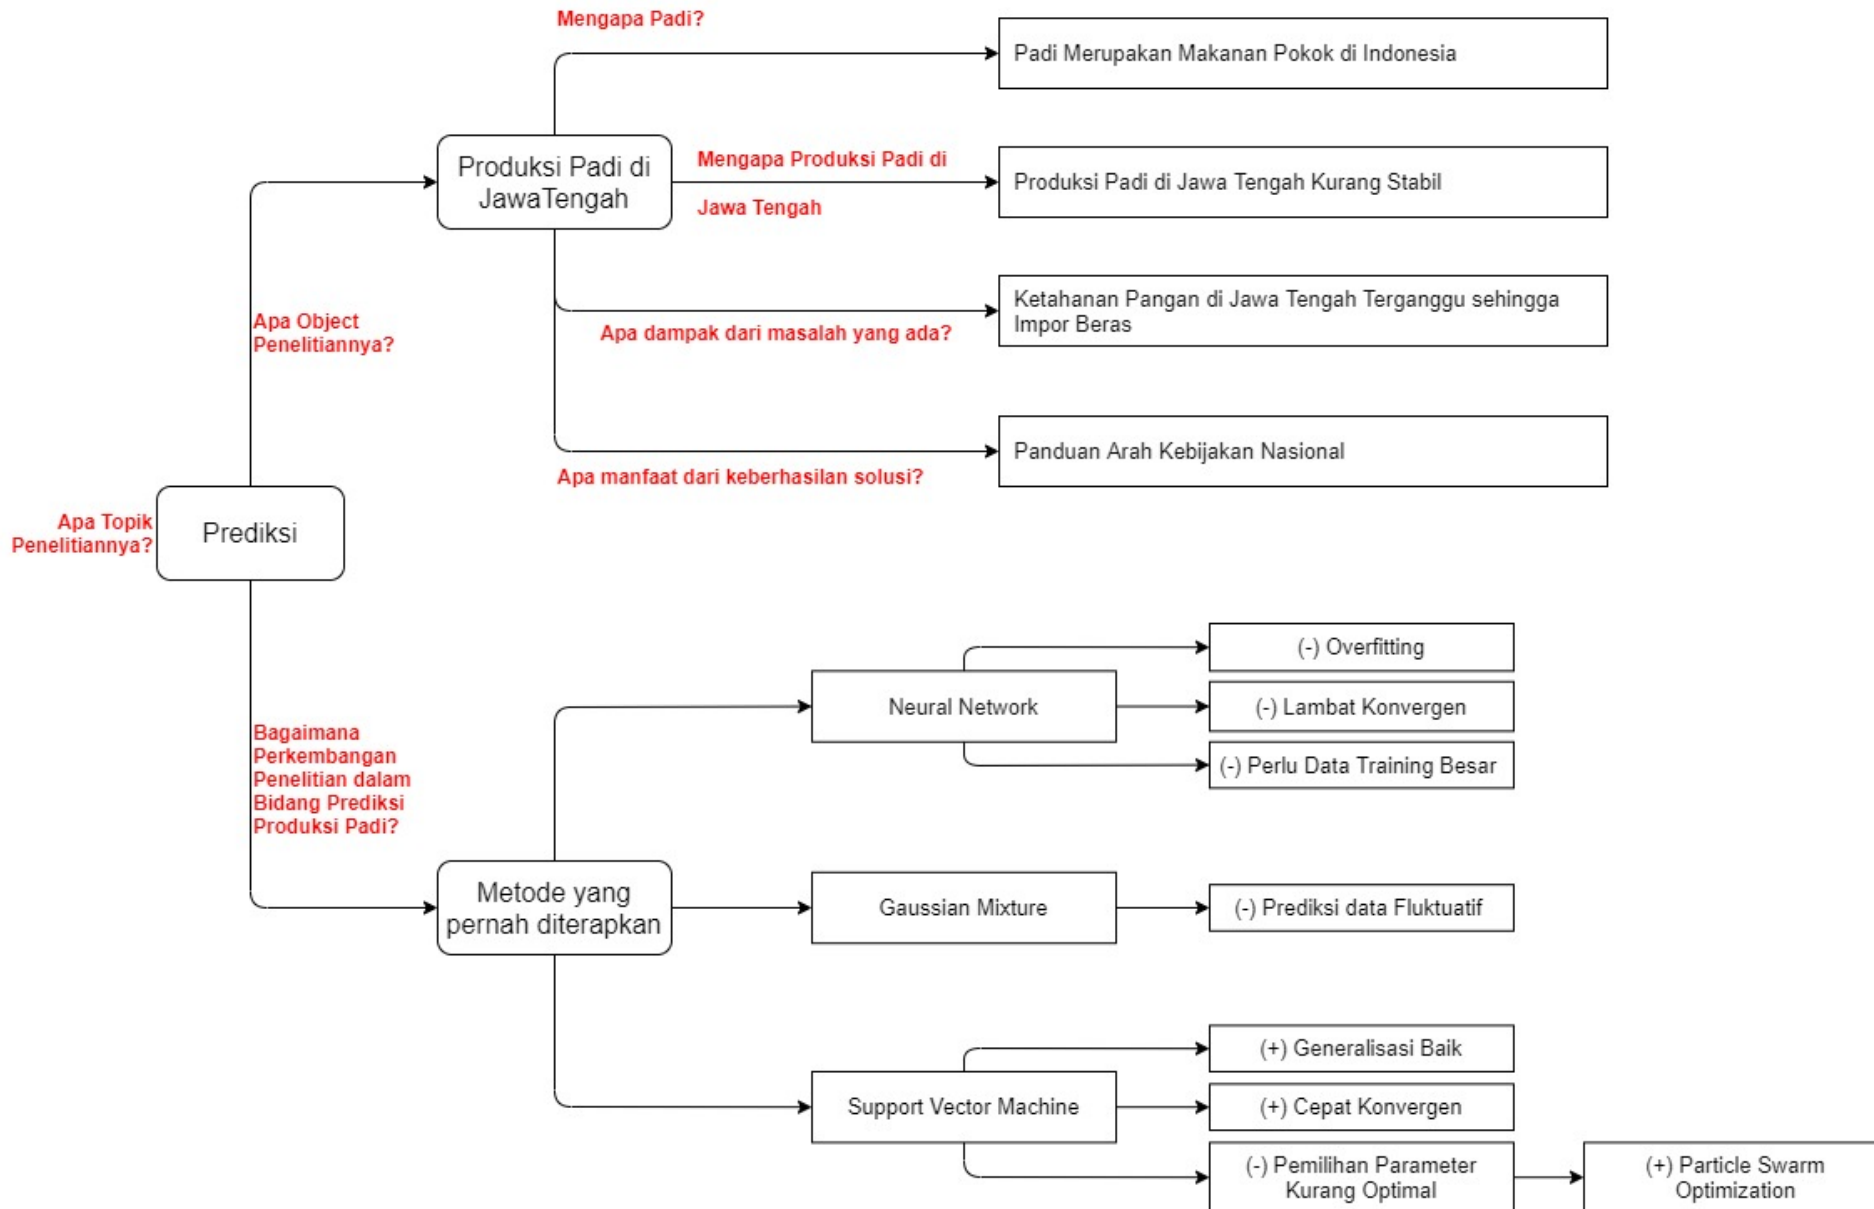 Mengapa Padi?
Padi Merupakan Makanan Pokok di Indonesia
Produksi Padi di
JawaTengah
Mengapa Produksi Padi di
Jawa Tengah
Produksi Padi di Jawa Tengah Kurang Stabil
Apa Object
Penelitiannya?
Ketahanan Pangan di Jawa Tengah Terganggu sehingga
Impor Beras
Apa dampak dari masalah yang ada?
Panduan Arah Kebijakan Nasional
Apa manfaat dari keberhasilan solusi?
Apa Topik
Penelitiannya?
Prediksi
Bagaimana
Perkembangan
Penelitian dalam
Bidang Prediksi
Produksi Padi?
Metode yang
pernah diterapkan
Neural Network
(-) Overfitting
(-) Lambat Konvergen
(-) Perlu Data Training Besar
Gaussian Mixture
(-) Prediksi data Fluktuatif
Support Vector Machine
(+) Generalisasi Baik
(+) Cepat Konvergen
(-) Pemilihan Parameter
Kurang Optimal
(+) Particle Swarm
Optimization